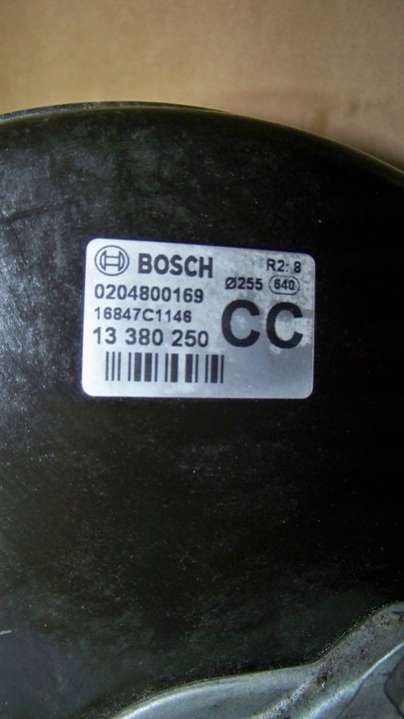 BOSCH R2: 8
0204800169 Ø255 640
16847C1146
13 380 250 CC